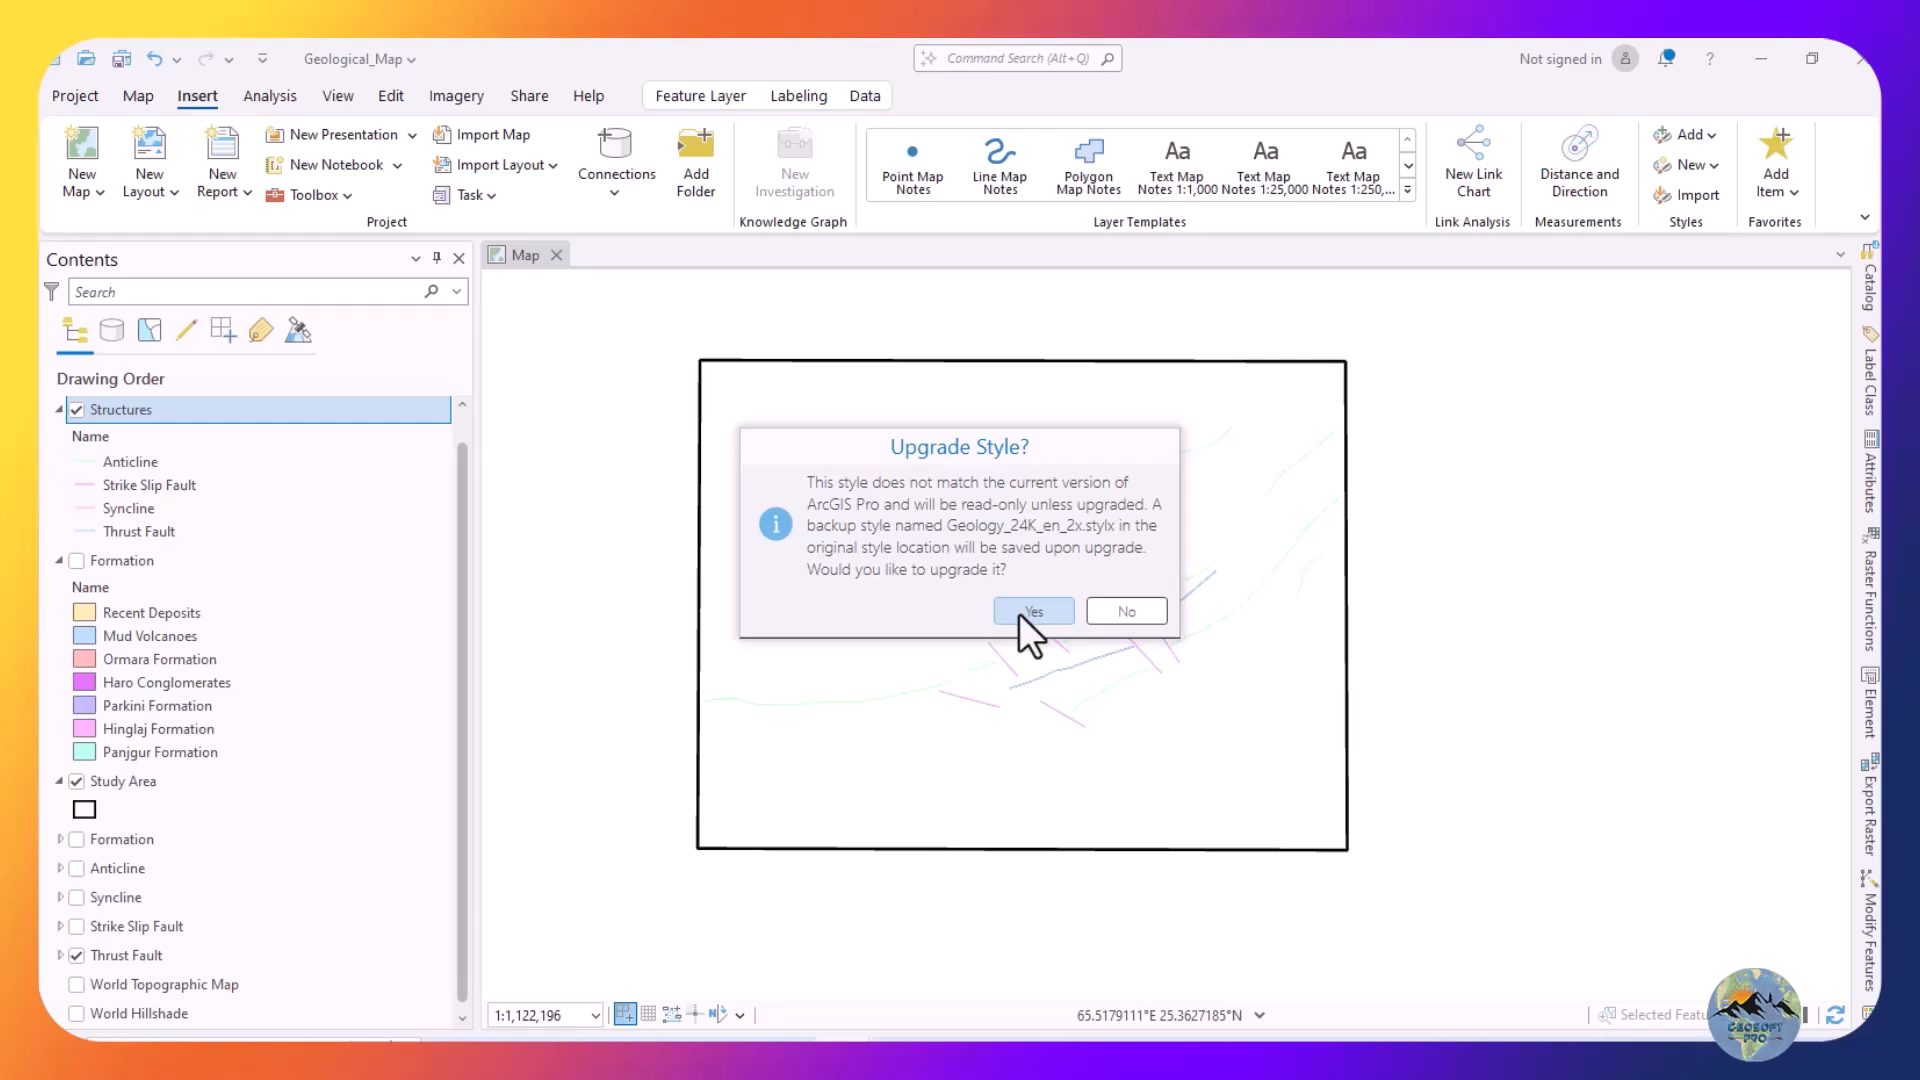 Geological_Map
Command Search (Alt+Q)
Not signed in
?
Project Map Insert Analysis View Edit Imagery Share Help Feature Layer Labeling Data
New Map
New Layout
New Report
New Presentation
New Notebook
Toolbox
Import Map
Import Layout
Task
Connections
Add Folder
Project
New Investigation
Knowledge Graph
Point Map Notes
Line Map Notes
Polygon Map Notes
Aa
Text Map
Notes 1:1,000
Aa
Text Map
Notes 1:25,000
Aa
Text Map
Notes 1:250,...
Layer Templates
New Link Chart
Link Analysis
Distance and Direction
Measurements
Add
New
Import
Styles
Add Item
Favorites
Contents
Search
Drawing Order
Structures
Name
Anticline
Strike Slip Fault
Syncline
Thrust Fault
Formation
Name
Recent Deposits
Mud Volcanoes
Ormara Formation
Haro Conglomerates
Parkini Formation
Hinglaj Formation
Panjgur Formation
Study Area
Formation
Anticline
Syncline
Strike Slip Fault
Thrust Fault
World Topographic Map
World Hillshade
Map
Upgrade Style?
This style does not match the current version of
ArcGIS Pro and will be read-only unless upgraded. A
backup style named Geology_24K_en_2x.stylx in the
original style location will be saved upon upgrade.
Would you like to upgrade it?
Yes
No
1:1,122,196
65.5179111°E 25.3627185°N
Selected Featu
Catalog
Label Class
Attributes
Raster Functions
Element
Export Raster
Modify Features
GEOSOFT
PRO